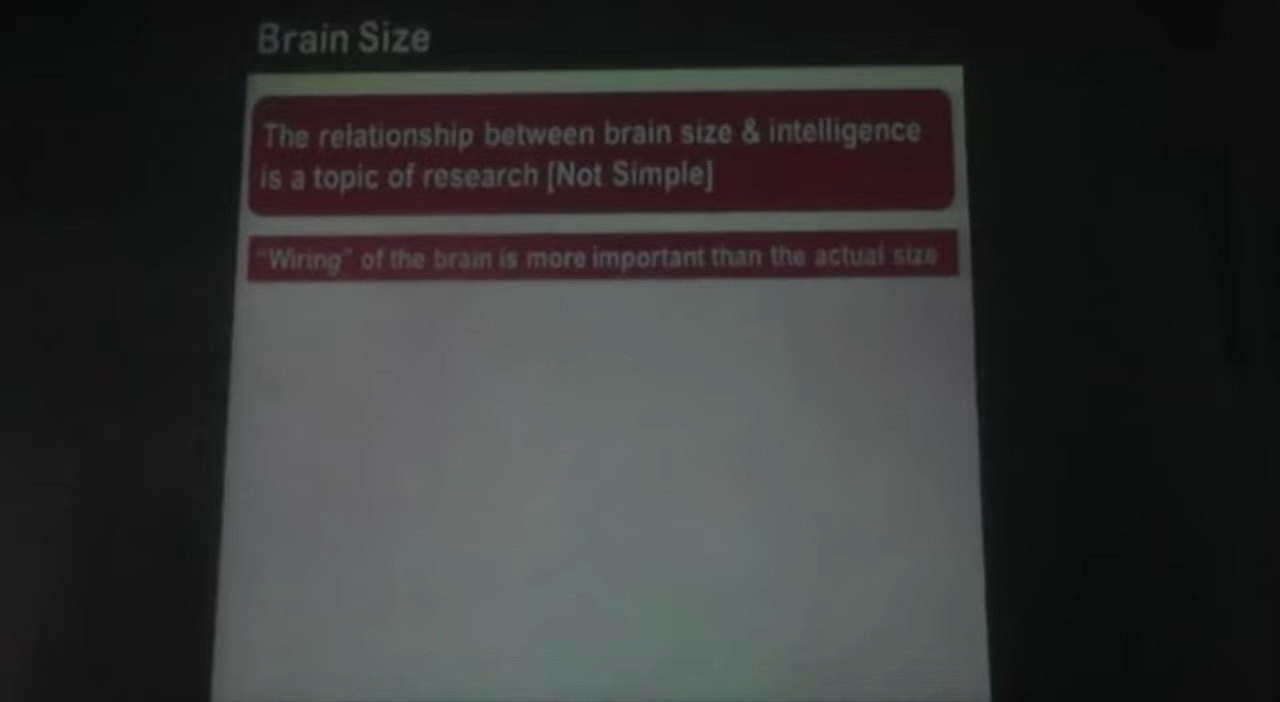 Brain Size
The relationship between brain size & intelligence
is a topic of research [Not Simple]
"Wiring" of the brain is more important than the actual size